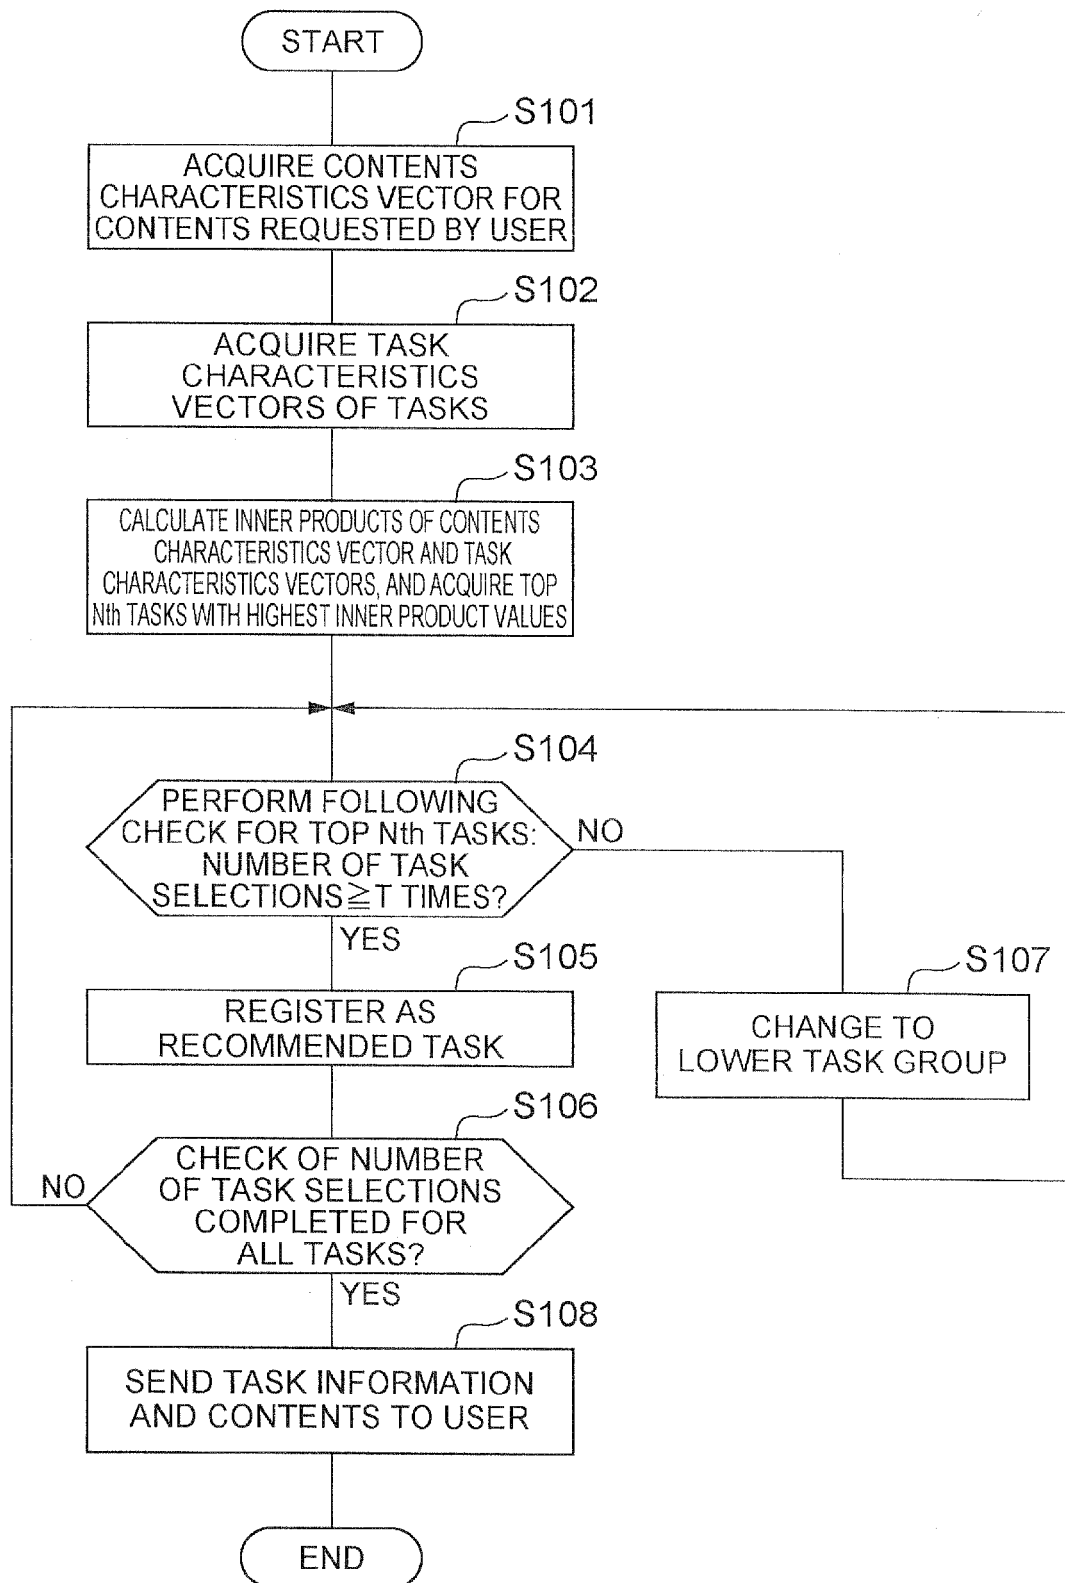 START
S101
ACQUIRE CONTENTS
CHARACTERISTICS VECTOR FOR
CONTENTS REQUESTED BY USER
S102
ACQUIRE TASK
CHARACTERISTICS
VECTORS OF TASKS
S103
CALCULATE INNER PRODUCTS OF CONTENTS
CHARACTERISTICS VECTOR AND TASK
CHARACTERISTICS VECTORS, AND ACQUIRE TOP
Nth TASKS WITH HIGHEST INNER PRODUCT VALUES
S104
PERFORM FOLLOWING
CHECK FOR TOP Nth TASKS:
NUMBER OF TASK
SELECTIONS≧T TIMES?
NO
YES
S105
REGISTER AS
RECOMMENDED TASK
S107
CHANGE TO
LOWER TASK GROUP
S106
CHECK OF NUMBER
OF TASK SELECTIONS
COMPLETED FOR
ALL TASKS?
NO
YES
S108
SEND TASK INFORMATION
AND CONTENTS TO USER
END